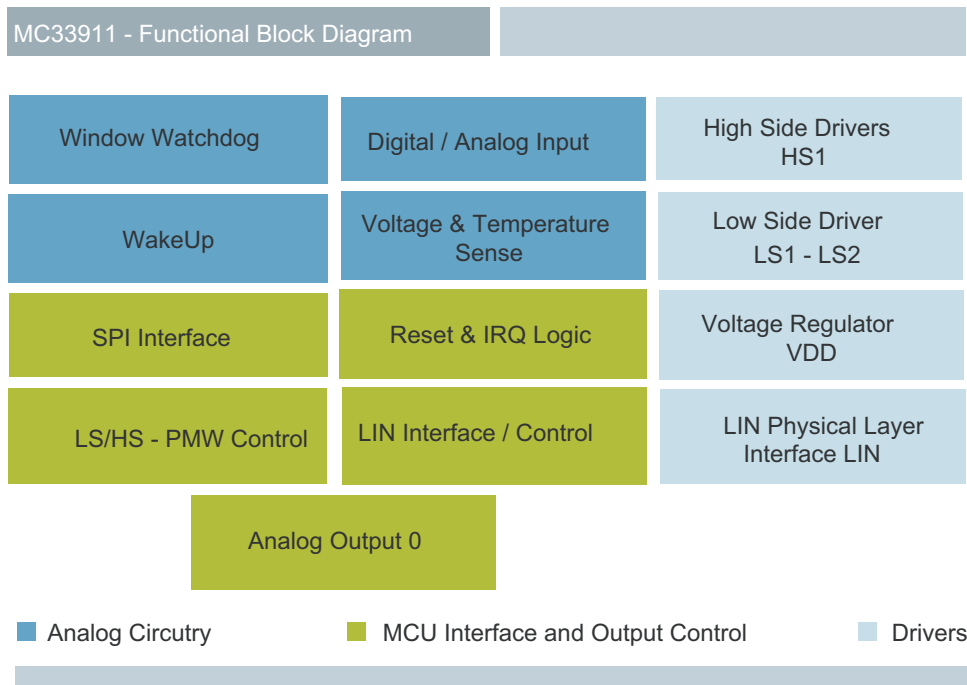 MC33911 - Functional Block Diagram
Window Watchdog
Digital / Analog Input
High Side Drivers
HS1
WakeUp
Voltage & Temperature
Sense
Low Side Driver
LS1 - LS2
SPI Interface
Reset & IRQ Logic
Voltage Regulator
VDD
LS/HS - PMW Control
LIN Interface / Control
LIN Physical Layer
Interface LIN
Analog Output 0
Analog Circutry
MCU Interface and Output Control
Drivers